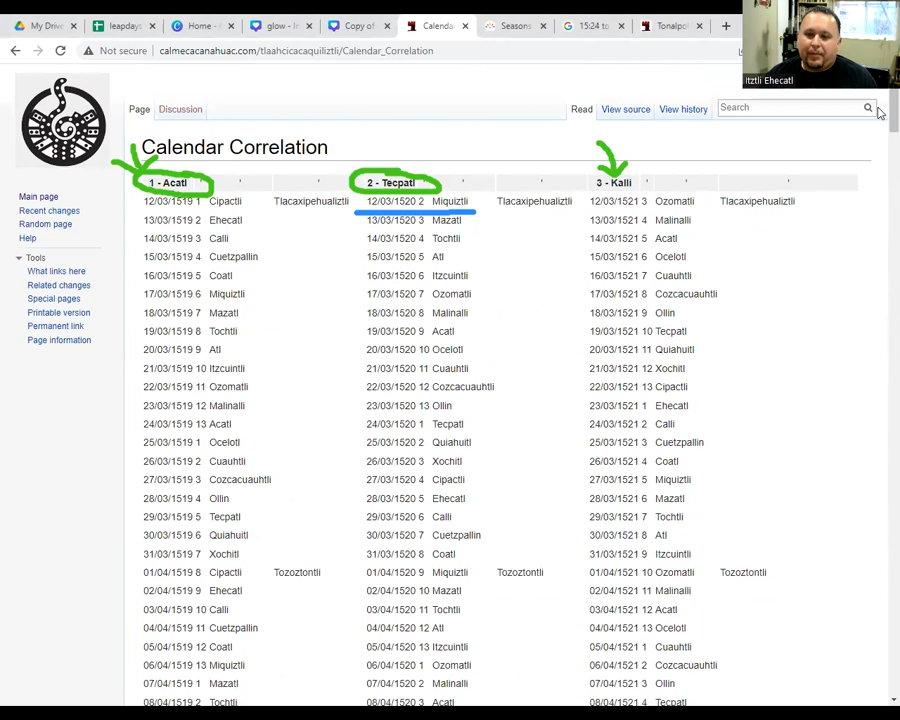 My Drive
leapdays
Home -
glow - In
Copy of
Calenda
Seasons
15:24 to
Tonalpol
Not secure | calmecacanahuac.com/tlaahcicacaquiliztli/Calendar_Correlation
Itztli Ehecatl
Page Discussion Read View source View history Search
Calendar Correlation
Main page
Recent changes
Random page
Help
Tools
What links here
Related changes
Special pages
Printable version
Permanent link
Page information
1 - Acatl ' ' 2 - Tecpatl ' ' 3 - Kalli ' '
12/03/1519 1 Cipactli Tlacaxipehualiztli 12/03/1520 2 Miquiztli Tlacaxipehualiztli 12/03/1521 3 Ozomatli Tlacaxipehualiztli
13/03/1519 2 Ehecatl 13/03/1520 3 Mazatl 13/03/1521 4 Malinalli
14/03/1519 3 Calli 14/03/1520 4 Tochtli 14/03/1521 5 Acatl
15/03/1519 4 Cuetzpallin 15/03/1520 5 Atl 15/03/1521 6 Ocelotl
16/03/1519 5 Coatl 16/03/1520 6 Itzcuintli 16/03/1521 7 Cuauhtli
17/03/1519 6 Miquiztli 17/03/1520 7 Ozomatli 17/03/1521 8 Cozcacuauhtli
18/03/1519 7 Mazatl 18/03/1520 8 Malinalli 18/03/1521 9 Ollin
19/03/1519 8 Tochtli 19/03/1520 9 Acatl 19/03/1521 10 Tecpatl
20/03/1519 9 Atl 20/03/1520 10 Ocelotl 20/03/1521 11 Quiahuitl
21/03/1519 10 Itzcuintli 21/03/1520 11 Cuauhtli 21/03/1521 12 Xochitl
22/03/1519 11 Ozomatli 22/03/1520 12 Cozcacuauhtli 22/03/1521 13 Cipactli
23/03/1519 12 Malinalli 23/03/1520 13 Ollin 23/03/1521 1 Ehecatl
24/03/1519 13 Acatl 24/03/1520 1 Tecpatl 24/03/1521 2 Calli
25/03/1519 1 Ocelotl 25/03/1520 2 Quiahuitl 25/03/1521 3 Cuetzpallin
26/03/1519 2 Cuauhtli 26/03/1520 3 Xochitl 26/03/1521 4 Coatl
27/03/1519 3 Cozcacuauhtli 27/03/1520 4 Cipactli 27/03/1521 5 Miquiztli
28/03/1519 4 Ollin 28/03/1520 5 Ehecatl 28/03/1521 6 Mazatl
29/03/1519 5 Tecpatl 29/03/1520 6 Calli 29/03/1521 7 Tochtli
30/03/1519 6 Quiahuitl 30/03/1520 7 Cuetzpallin 30/03/1521 8 Atl
31/03/1519 7 Xochitl 31/03/1520 8 Coatl 31/03/1521 9 Itzcuintli
01/04/1519 8 Cipactli Tozoztontli 01/04/1520 9 Miquiztli Tozoztontli 01/04/1521 10 Ozomatli Tozoztontli
02/04/1519 9 Ehecatl 02/04/1520 10 Mazatl 02/04/1521 11 Malinalli
03/04/1519 10 Calli 03/04/1520 11 Tochtli 03/04/1521 12 Acatl
04/04/1519 11 Cuetzpallin 04/04/1520 12 Atl 04/04/1521 13 Ocelotl
05/04/1519 12 Coatl 05/04/1520 13 Itzcuintli 05/04/1521 1 Cuauhtli
06/04/1519 13 Miquiztli 06/04/1520 1 Ozomatli 06/04/1521 2 Cozcacuauhtli
07/04/1519 1 Mazatl 07/04/1520 2 Malinalli 07/04/1521 3 Ollin
08/04/1519 2 Tochtli 08/04/1520 3 Acatl 08/04/1521 4 Tecpatl